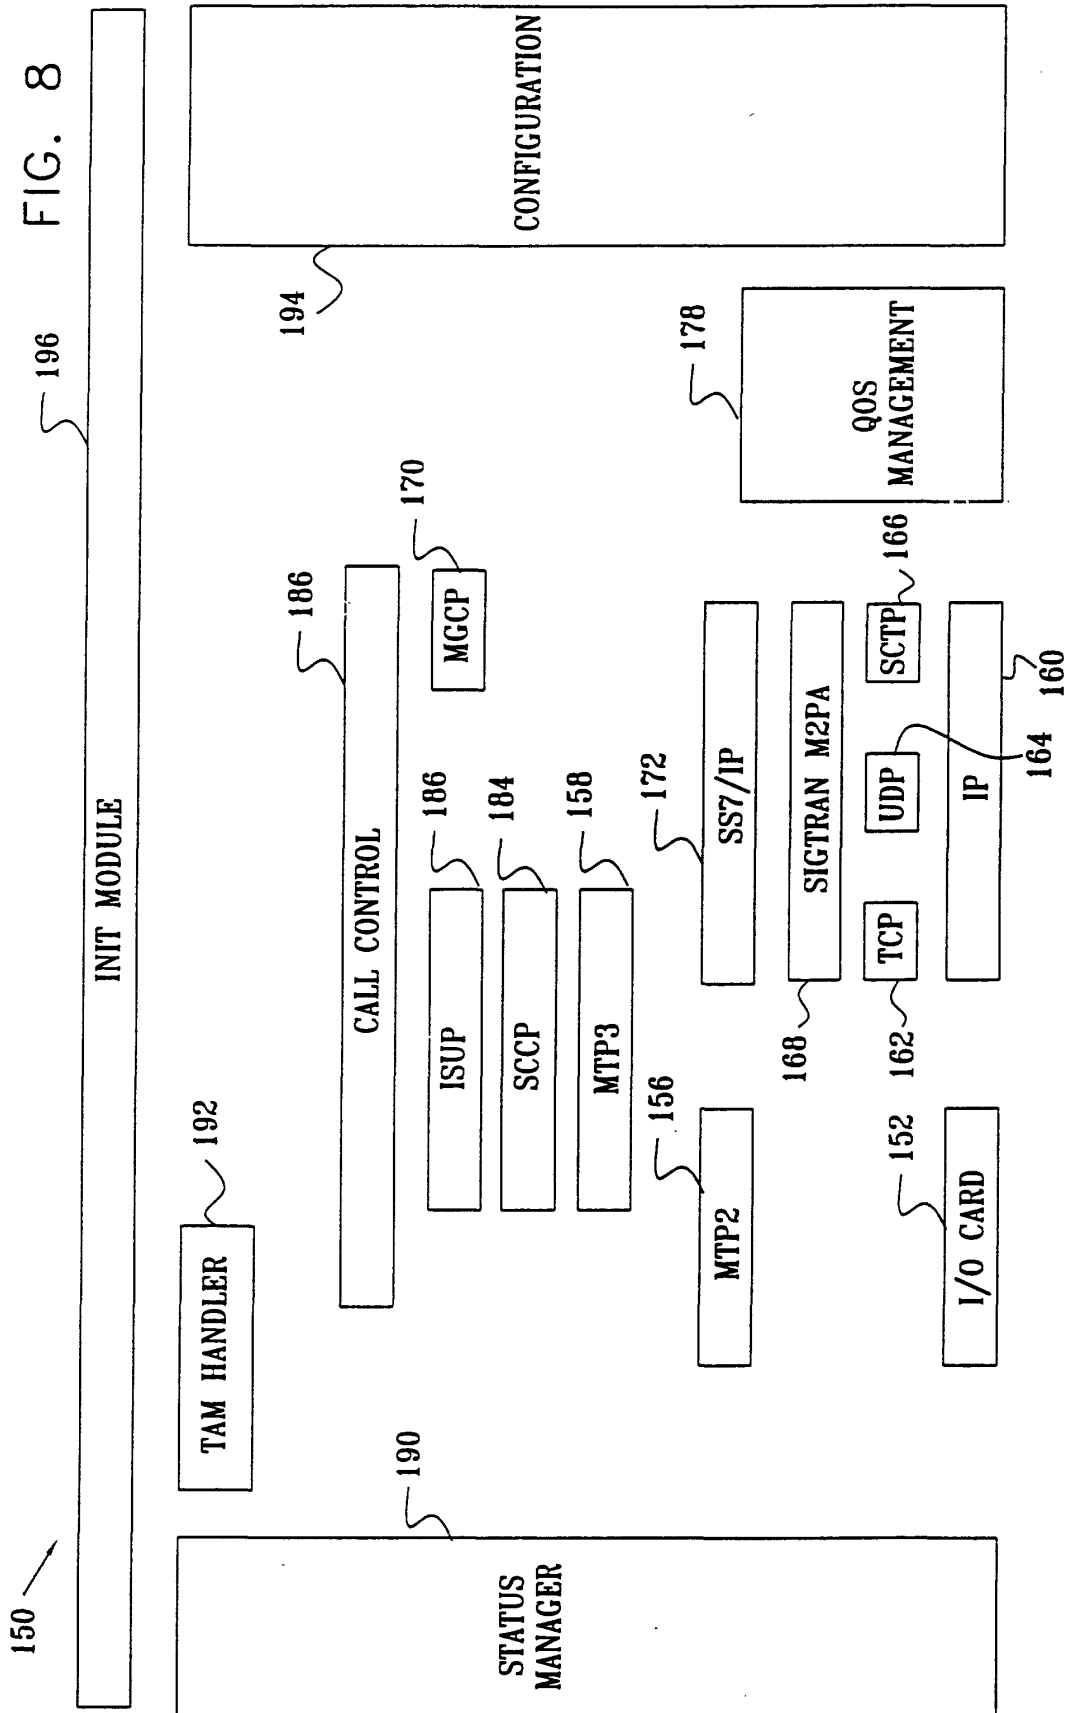 FIG. 8
150
196
INIT MODULE
192
TAM HANDLER
194
CONFIGURATION
190
STATUS
MANAGER
186
CALL CONTROL
170
MGCP
186
ISUP
184
SCCP
158
MTP3
156
MTP2
172
SS7/IP
178
QOS
MANAGEMENT
168
SIGTRAN M2PA
162
TCP
UDP
SCTP
166
152
I/O CARD
IP
164
160